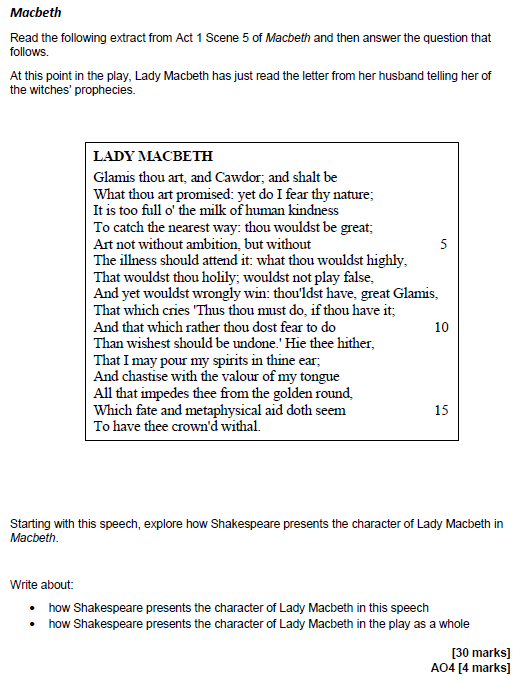 Macbeth
Read the following extract from Act 1 Scene 5 of Macbeth and then answer the question that
follows.
At this point in the play, Lady Macbeth has just read the letter from her husband telling her of
the witches' prophecies.
LADY MACBETH
Glamis thou art, and Cawdor; and shalt be
What thou art promised: yet do I fear thy nature;
It is too full o' the milk of human kindness
To catch the nearest way: thou wouldst be great;
Art not without ambition, but without 5
The illness should attend it: what thou wouldst highly,
That wouldst thou holily; wouldst not play false,
And yet wouldst wrongly win: thou'ldst have, great Glamis,
That which cries 'Thus thou must do, if thou have it;
And that which rather thou dost fear to do 10
Than wishest should be undone.' Hie thee hither,
That I may pour my spirits in thine ear;
And chastise with the valour of my tongue
All that impedes thee from the golden round,
Which fate and metaphysical aid doth seem 15
To have thee crown'd withal.
Starting with this speech, explore how Shakespeare presents the character of Lady Macbeth in
Macbeth.
Write about:
• how Shakespeare presents the character of Lady Macbeth in this speech
• how Shakespeare presents the character of Lady Macbeth in the play as a whole
[30 marks]
AO4 [4 marks]